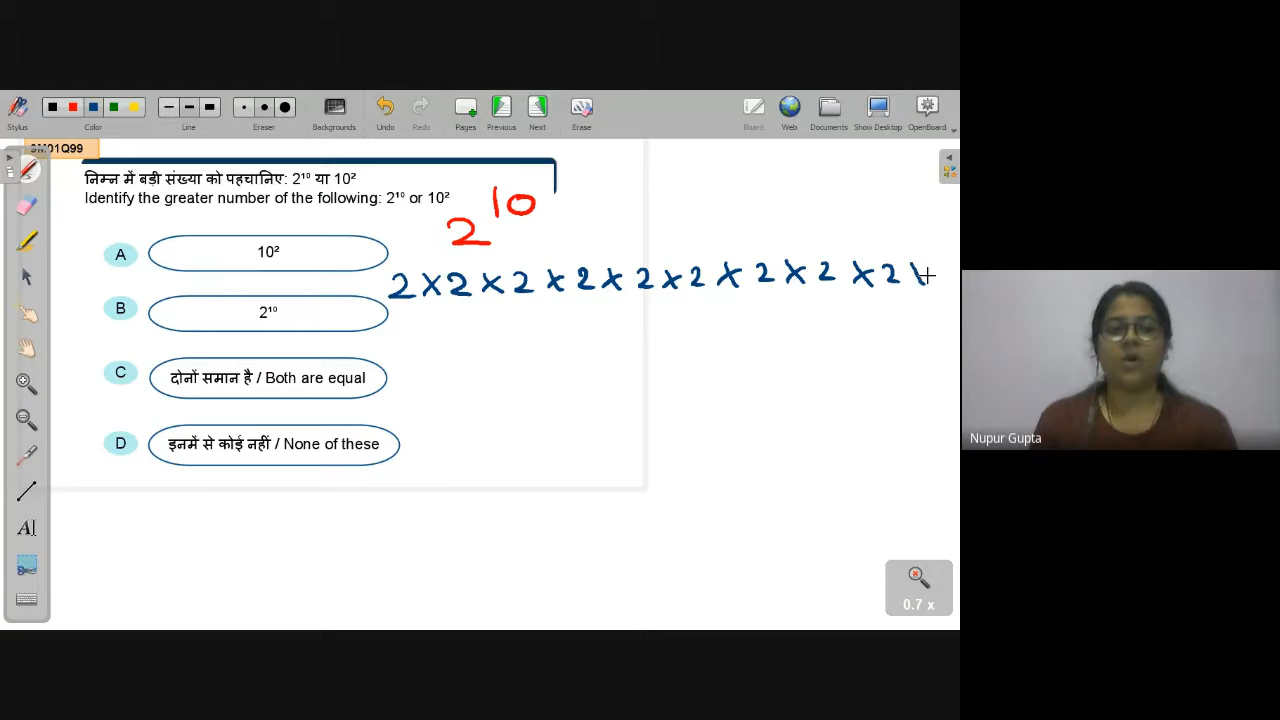 Stylus
Color
Line
Eraser
Backgrounds
Undo
Redo
Pages
Previous
Next
Erase
Board
Web
Documents
Show Desktop
OpenBoard
9M01Q99
निम्न में बड़ी संख्या को पहचानिए: 2¹⁰ या 10²
Identify the greater number of the following: 2¹⁰ or 10²
2¹⁰
A 10²
2 × 2 × 2 × 2 × 2 × 2 × 2 × 2 × 2 \
B 2¹⁰
C दोनों समान है / Both are equal
D इनमें से कोई नहीं / None of these
Nupur Gupta
A
0.7 x